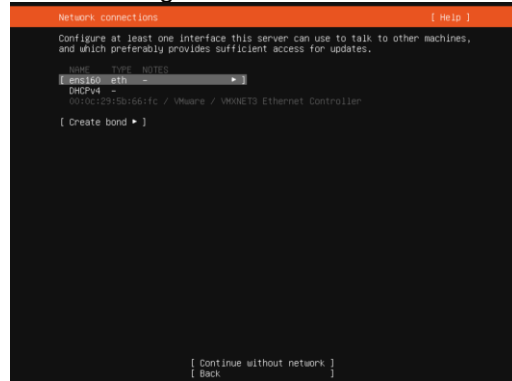 Network connections [ Help ]
Configure at least one interface this server can use to talk to other machines,
and which preferably provides sufficient access for updates.
NAME TYPE NOTES
[ ens160 eth - ▸ ]
DHCPv4 -
00:0c:29:5b:66:fc / VMware / VMXNET3 Ethernet Controller
[ Create bond ▸ ]
[ Continue without network ]
[ Back ]